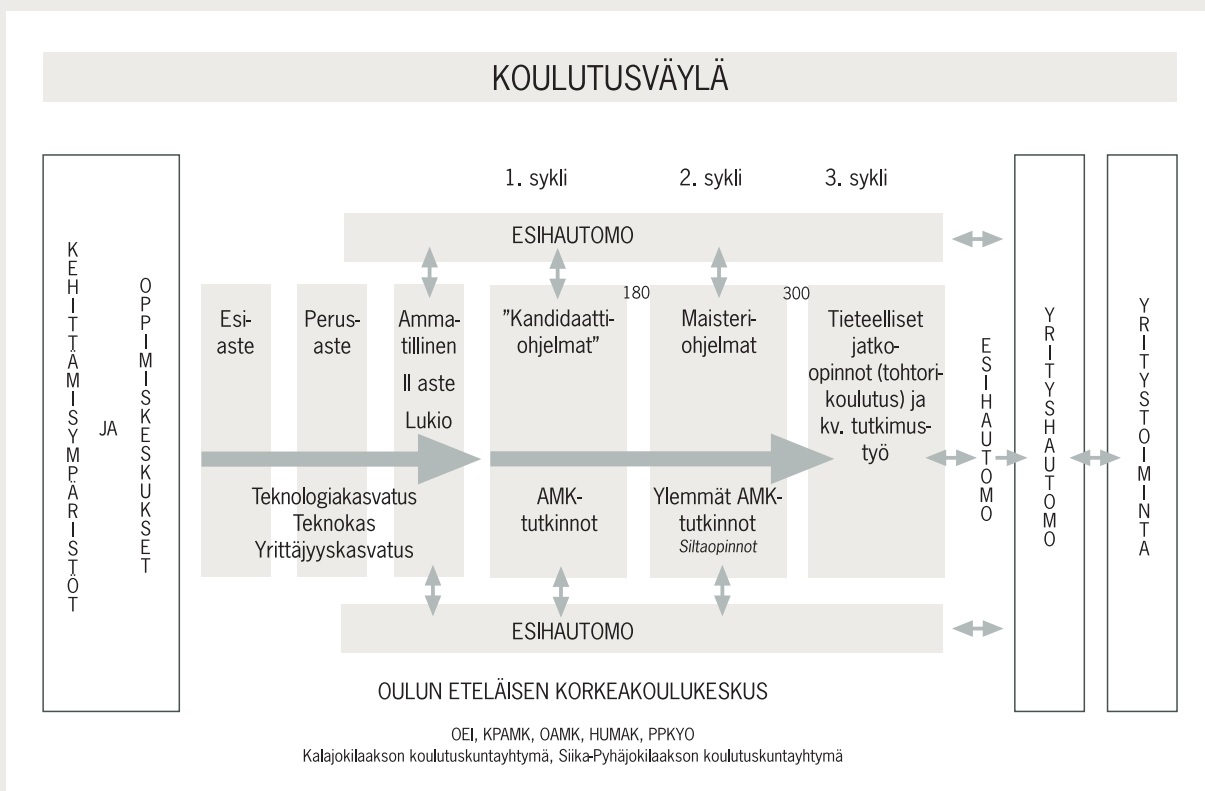 KOULUTUSVÄYLÄ
KEHITTÄMISYMPÄRISTÖT
JA
OPPIMISKESKUKSET
1. sykli
2. sykli
3. sykli
ESIHAUTOMO
Esi-
aste
Perus-
aste
Amma-
tillinen
II aste
Lukio
"Kandidaatti-
ohjelmat"
180
Maisteri-
ohjelmat
300
Tieteelliset
jatko-
opinnot (tohtori-
koulutus) ja
kv. tutkimus-
työ
Teknologiakasvatus
Teknokas
Yrittäjyyskasvatus
AMK-
tutkinnot
Ylemmät AMK-
tutkinnot
Siltaopinnot
ESIHAUTOMO
ESIHAUTOMO
YRITYSHAUTOMO
YRITYSTOIMINTA
OULUN ETELÄISEN KORKEAKOULUKESKUS
OEI, KPAMK, OAMK, HUMAK, PPKYO
Kalajokilaakson koulutuskuntayhtymä, Siika-Pyhäjokilaakson koulutuskuntayhtymä